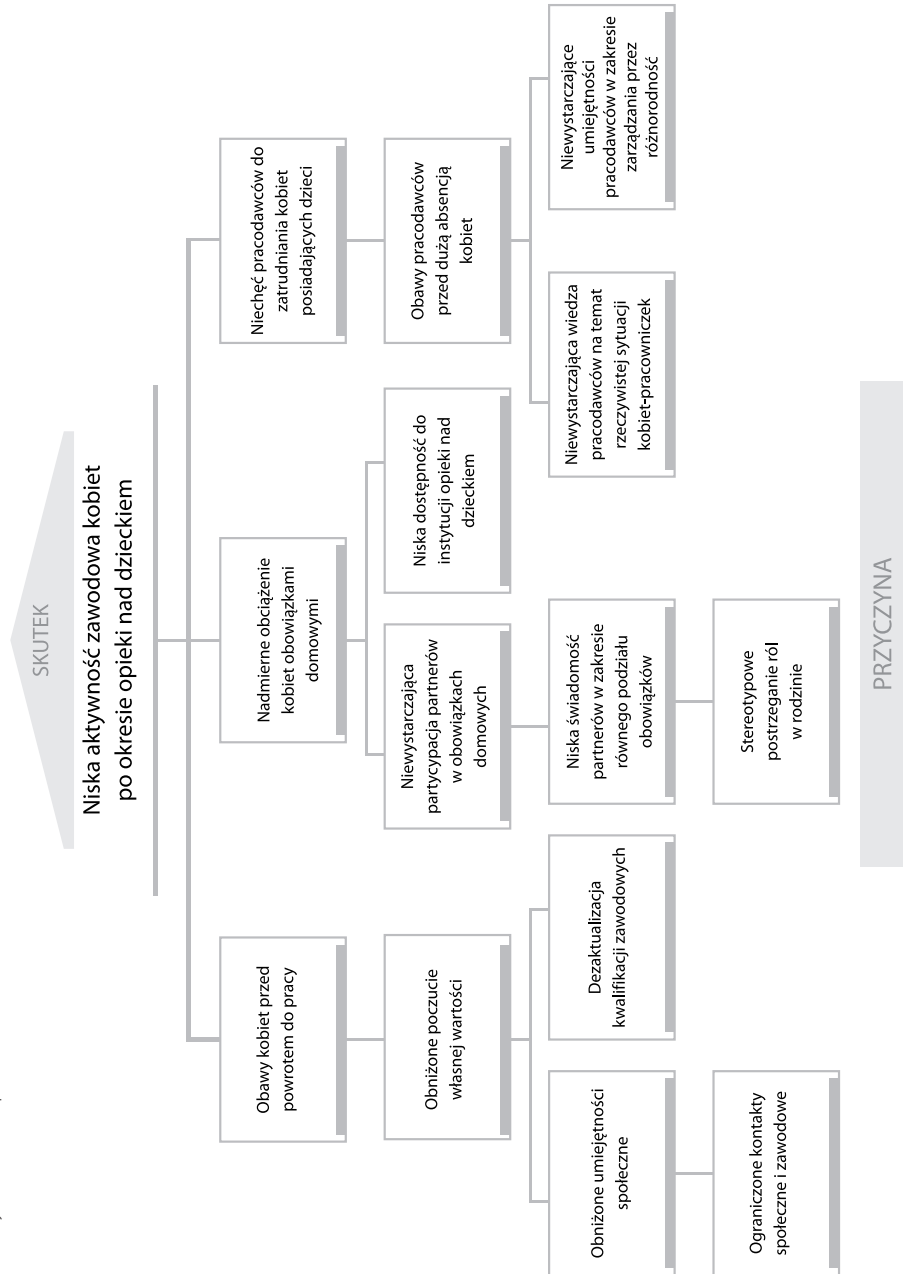 SKUTEK
Niska aktywność zawodowa kobiet
po okresie opieki nad dzieckiem
Obawy kobiet przed
powrotem do pracy
Nadmierne obciążenie
kobiet obowiązkami
domowymi
Niechęć pracodawców do
zatrudniania kobiet
posiadających dzieci
Obniżone poczucie
własnej wartości
Niewystarczająca
partycypacja partnerów
w obowiązkach
domowych
Niska dostępność do
instytucji opieki nad
dzieckiem
Obawy pracodawców
przed dużą absencją
kobiet
Obniżone umiejętności
społeczne
Dezaktualizacja
kwalifikacji zawodowych
Niska świadomość
partnerów w zakresie
równego podziału
obowiązków
Niewystarczająca wiedza
pracodawców na temat
rzeczywistej sytuacji
kobiet-pracowniczek
Niewystarczające
umiejętności
pracodawców w zakresie
zarządzania przez
różnorodność
Ograniczone kontakty
społeczne i zawodowe
Stereotypowe
postrzeganie ról
w rodzinie
PRZYCZYNA